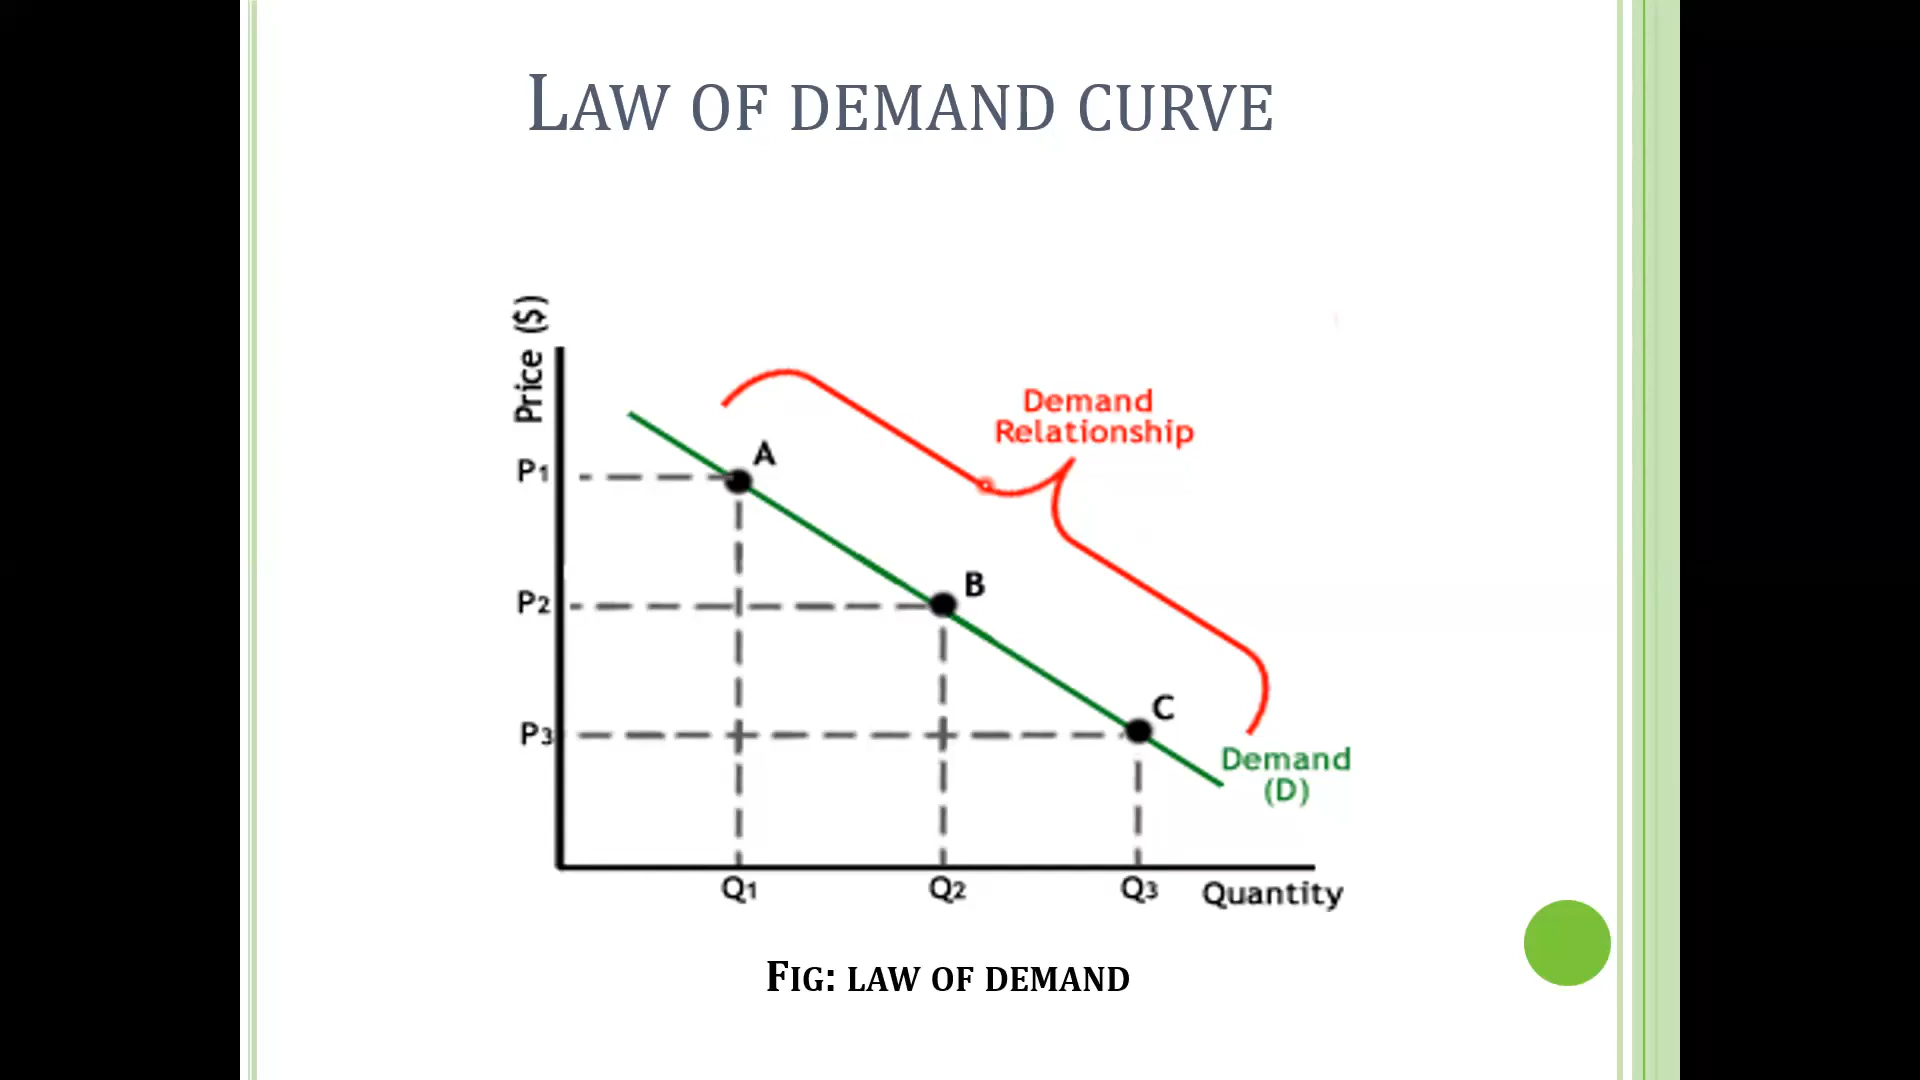 LAW OF DEMAND CURVE
Price ($)
Demand
Relationship
A
P1
B
P2
C
P3
Demand
(D)
Q1
Q2
Q3
Quantity
FIG: LAW OF DEMAND